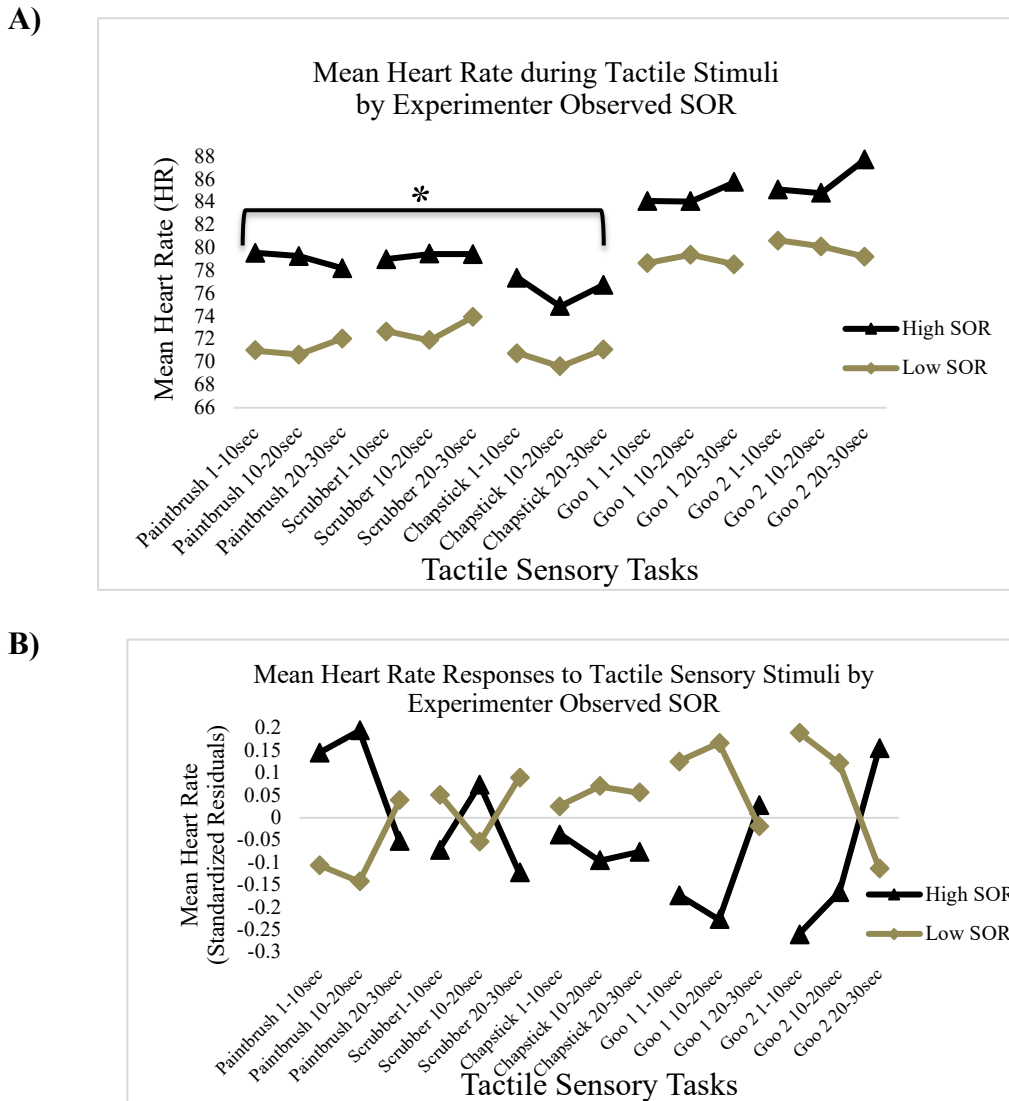 A)
Mean Heart Rate during Tactile Stimuli
by Experimenter Observed SOR
Mean Heart Rate (HR)
88
86
84
82
80
78
76
74
72
70
68
66
*
High SOR
Low SOR
Paintbrush 1-10sec
Paintbrush 10-20sec
Paintbrush 20-30sec
Scrubber1-10sec
Scrubber 10-20sec
Scrubber 20-30sec
Chapstick 1-10sec
Chapstick 10-20sec
Chapstick 20-30sec
Goo 1 1-10sec
Goo 1 10-20sec
Goo 1 20-30sec
Goo 2 1-10sec
Goo 2 10-20sec
Goo 2 20-30sec
Tactile Sensory Tasks
B)
Mean Heart Rate Responses to Tactile Sensory Stimuli by
Experimenter Observed SOR
Mean Heart Rate
(Standardized Residuals)
0.2
0.15
0.1
0.05
0
-0.05
-0.1
-0.15
-0.2
-0.25
-0.3
High SOR
Low SOR
Paintbrush 1-10sec
Paintbrush 10-20sec
Paintbrush 20-30sec
Scrubber1-10sec
Scrubber 10-20sec
Scrubber 20-30sec
Chapstick 1-10sec
Chapstick 10-20sec
Chapstick 20-30sec
Goo 1 1-10sec
Goo 1 10-20sec
Goo 1 20-30sec
Goo 2 1-10sec
Goo 2 10-20sec
Goo 2 20-30sec
Tactile Sensory Tasks